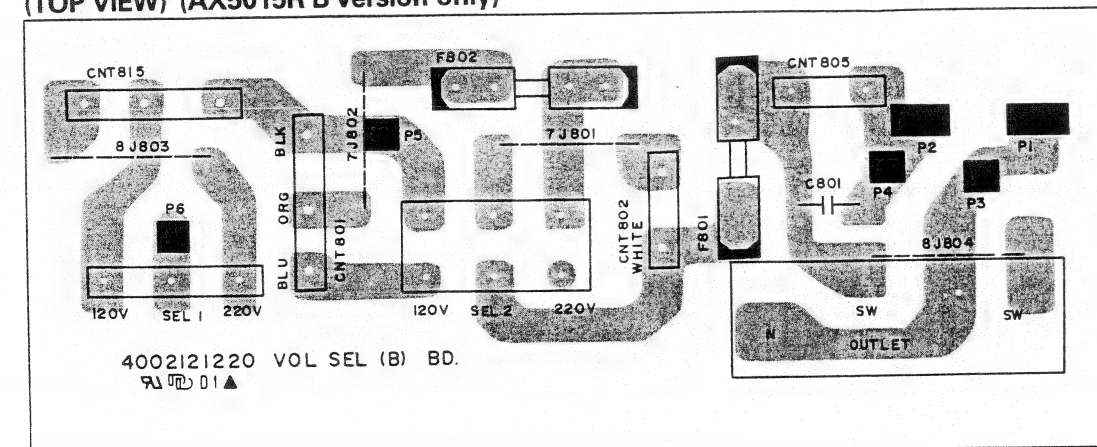 (TOP VIEW) (AX5015R B version only)
F802
CNT815
CNT805
BLK
7J802
P5
7J801
P2
P1
8J803
P4
P3
C801
P6
ORG
CNT801
CNT802
WHITE
F801
8J804
BLU
120V
SEL 1
220V
120V
SEL 2
220V
SW
SW
N
OUTLET
4002121220 VOL SEL (B) BD.
01▲